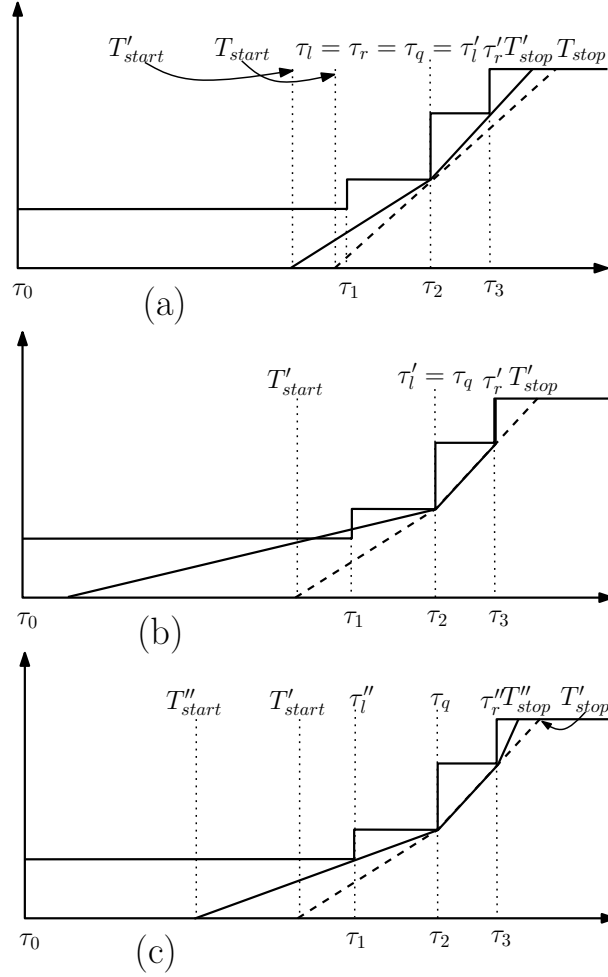 T'_{start} T_{start} τ_l = τ_r = τ_q = τ'_l τ'_r T'_{stop} T_{stop}
τ_0 τ_1 τ_2 τ_3
(a)
T'_{start} τ'_l = τ_q τ'_r T'_{stop}
τ_0 τ_1 τ_2 τ_3
(b)
T''_{start} T'_{start} τ''_l τ_q τ''_r T''_{stop} T'_{stop}
τ_0 τ_1 τ_2 τ_3
(c)